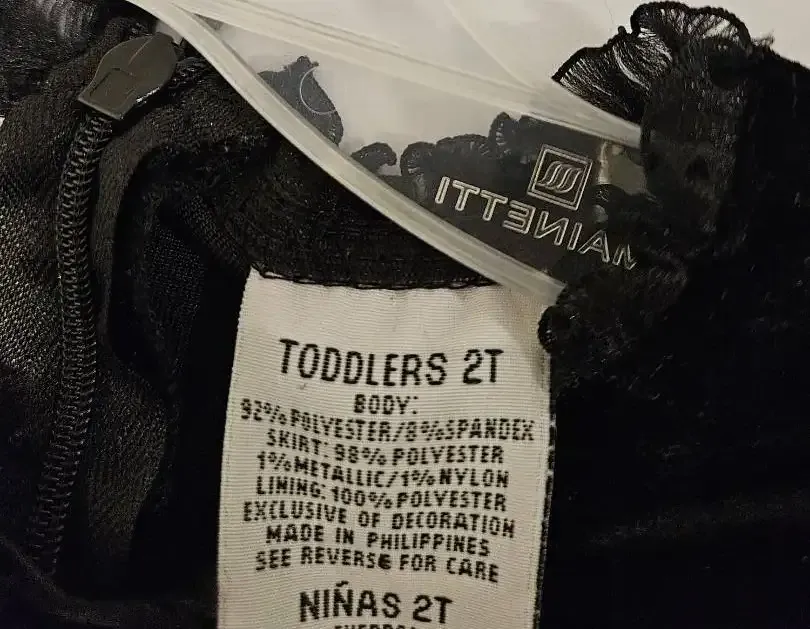 MAINETTI
TODDLERS 2T
BODY:
92% POLYESTER/8% SPANDEX
SKIRT: 98% POLYESTER
1% METALLIC/1% NYLON
LINING: 100% POLYESTER
EXCLUSIVE OF DECORATION
MADE IN PHILIPPINES
SEE REVERSE FOR CARE
NIÑAS 2T